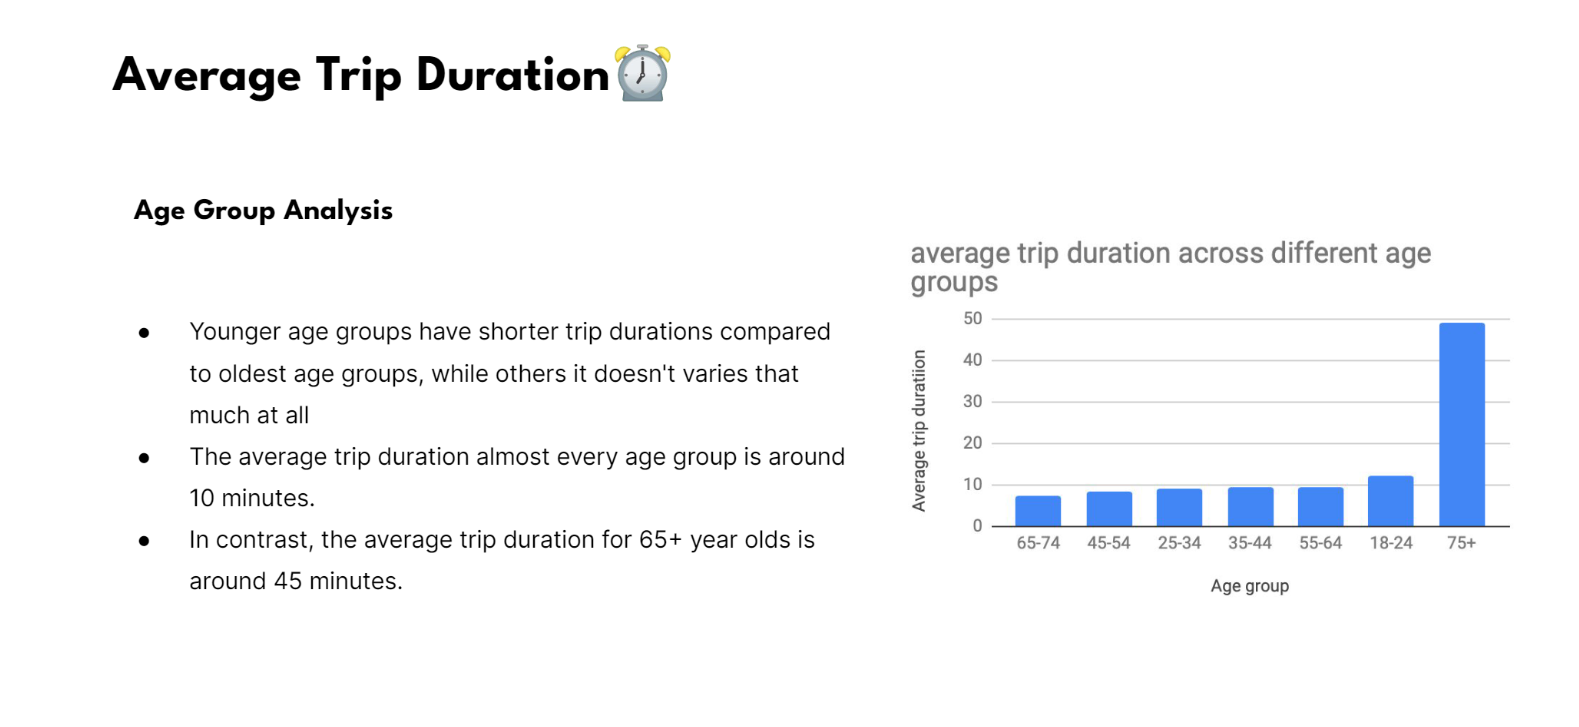 Average Trip Duration⏰
Age Group Analysis
● Younger age groups have shorter trip durations compared
to oldest age groups, while others it doesn't varies that
much at all
● The average trip duration almost every age group is around
10 minutes.
● In contrast, the average trip duration for 65+ year olds is
around 45 minutes.
average trip duration across different age
groups
Average trip duratiion
50
40
30
20
10
0
65-74 45-54 25-34 35-44 55-64 18-24 75+
Age group